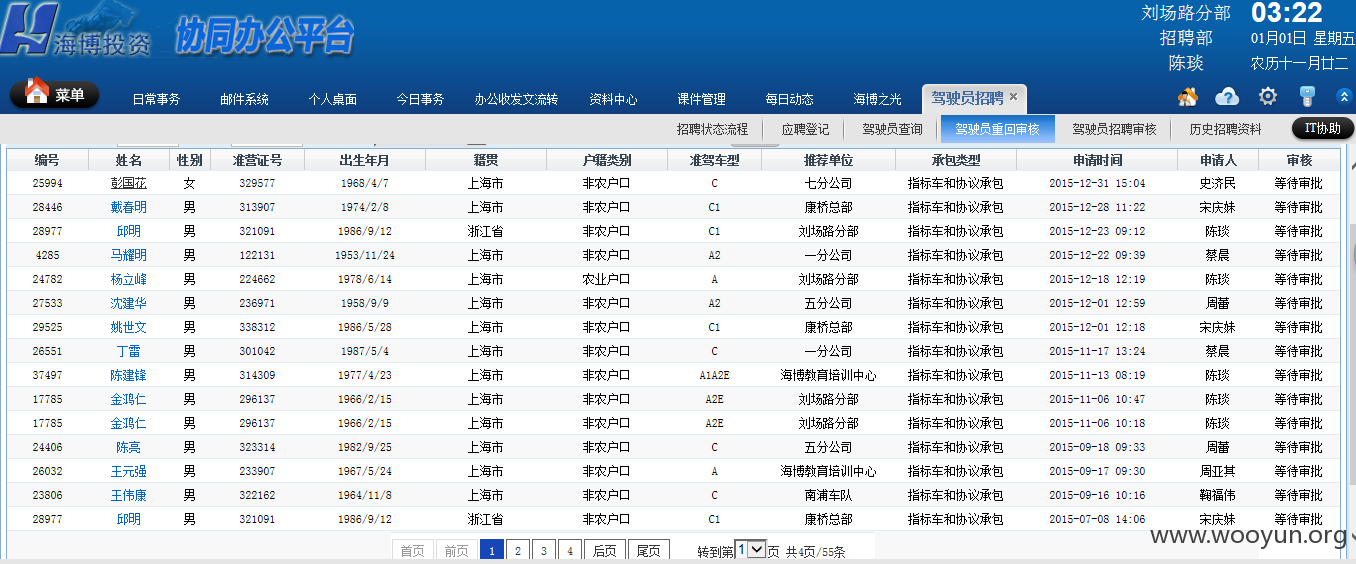 海博投资 协同办公平台 刘场路分部 03:22
招聘部 01月01日 星期五
陈琰 农历十一月廿二
菜单 日常事务 邮件系统 个人桌面 今日事务 办公收发文流转 资料中心 课件管理 每日动态 海博之光 驾驶员招聘 ×
招聘状态流程 应聘登记 驾驶员查询 驾驶员重回审核 驾驶员招聘审核 历史招聘资料 IT协助
编号 姓名 性别 准营证号 出生年月 籍贯 户籍类别 准驾车型 推荐单位 承包类型 申请时间 申请人 审核
25994 彭国花 女 329577 1968/4/7 上海市 非农户口 C 七分公司 指标车和协议承包 2015-12-31 15:04 史济民 等待审批
28446 戴春明 男 313907 1974/2/8 上海市 非农户口 C1 康桥总部 指标车和协议承包 2015-12-28 11:22 宋庆妹 等待审批
28977 邱明 男 321091 1986/9/12 浙江省 非农户口 C1 刘场路分部 指标车和协议承包 2015-12-23 09:12 陈琰 等待审批
4285 马耀明 男 122131 1953/11/24 上海市 非农户口 A2 一分公司 指标车和协议承包 2015-12-22 09:39 蔡晨 等待审批
24782 杨立峰 男 224662 1978/6/14 上海市 农业户口 A 刘场路分部 指标车和协议承包 2015-12-18 12:19 陈琰 等待审批
27533 沈建华 男 236971 1958/9/9 上海市 非农户口 A2 五分公司 指标车和协议承包 2015-12-01 12:59 周蕾 等待审批
29525 姚世文 男 338312 1986/5/28 上海市 非农户口 C1 康桥总部 指标车和协议承包 2015-12-01 12:18 宋庆妹 等待审批
26551 丁雷 男 301042 1987/5/4 上海市 非农户口 C 一分公司 指标车和协议承包 2015-11-17 13:24 蔡晨 等待审批
37497 陈建锋 男 314309 1977/4/23 上海市 非农户口 A1A2E 海博教育培训中心 指标车和协议承包 2015-11-13 08:19 陈琰 等待审批
17785 金鸿仁 男 296137 1966/2/15 上海市 非农户口 A2E 刘场路分部 指标车和协议承包 2015-11-06 10:47 陈琰 等待审批
17785 金鸿仁 男 296137 1966/2/15 上海市 非农户口 A2E 刘场路分部 指标车和协议承包 2015-11-06 10:18 陈琰 等待审批
24406 陈亮 男 323314 1982/9/25 上海市 非农户口 C 五分公司 指标车和协议承包 2015-09-18 09:33 周蕾 等待审批
26032 王元强 男 233907 1967/5/24 上海市 非农户口 A 海博教育培训中心 指标车和协议承包 2015-09-17 09:30 周亚其 等待审批
23806 王伟康 男 322162 1964/11/8 上海市 非农户口 C 南浦车队 指标车和协议承包 2015-09-16 10:16 鞠福伟 等待审批
28977 邱明 男 321091 1986/9/12 浙江省 非农户口 C1 康桥总部 指标车和协议承包 2015-07-08 14:06 宋庆妹 等待审批
首页 前页 1 2 3 4 后页 尾页 转到第 1 页 共4页/55条
www.wooyun.org